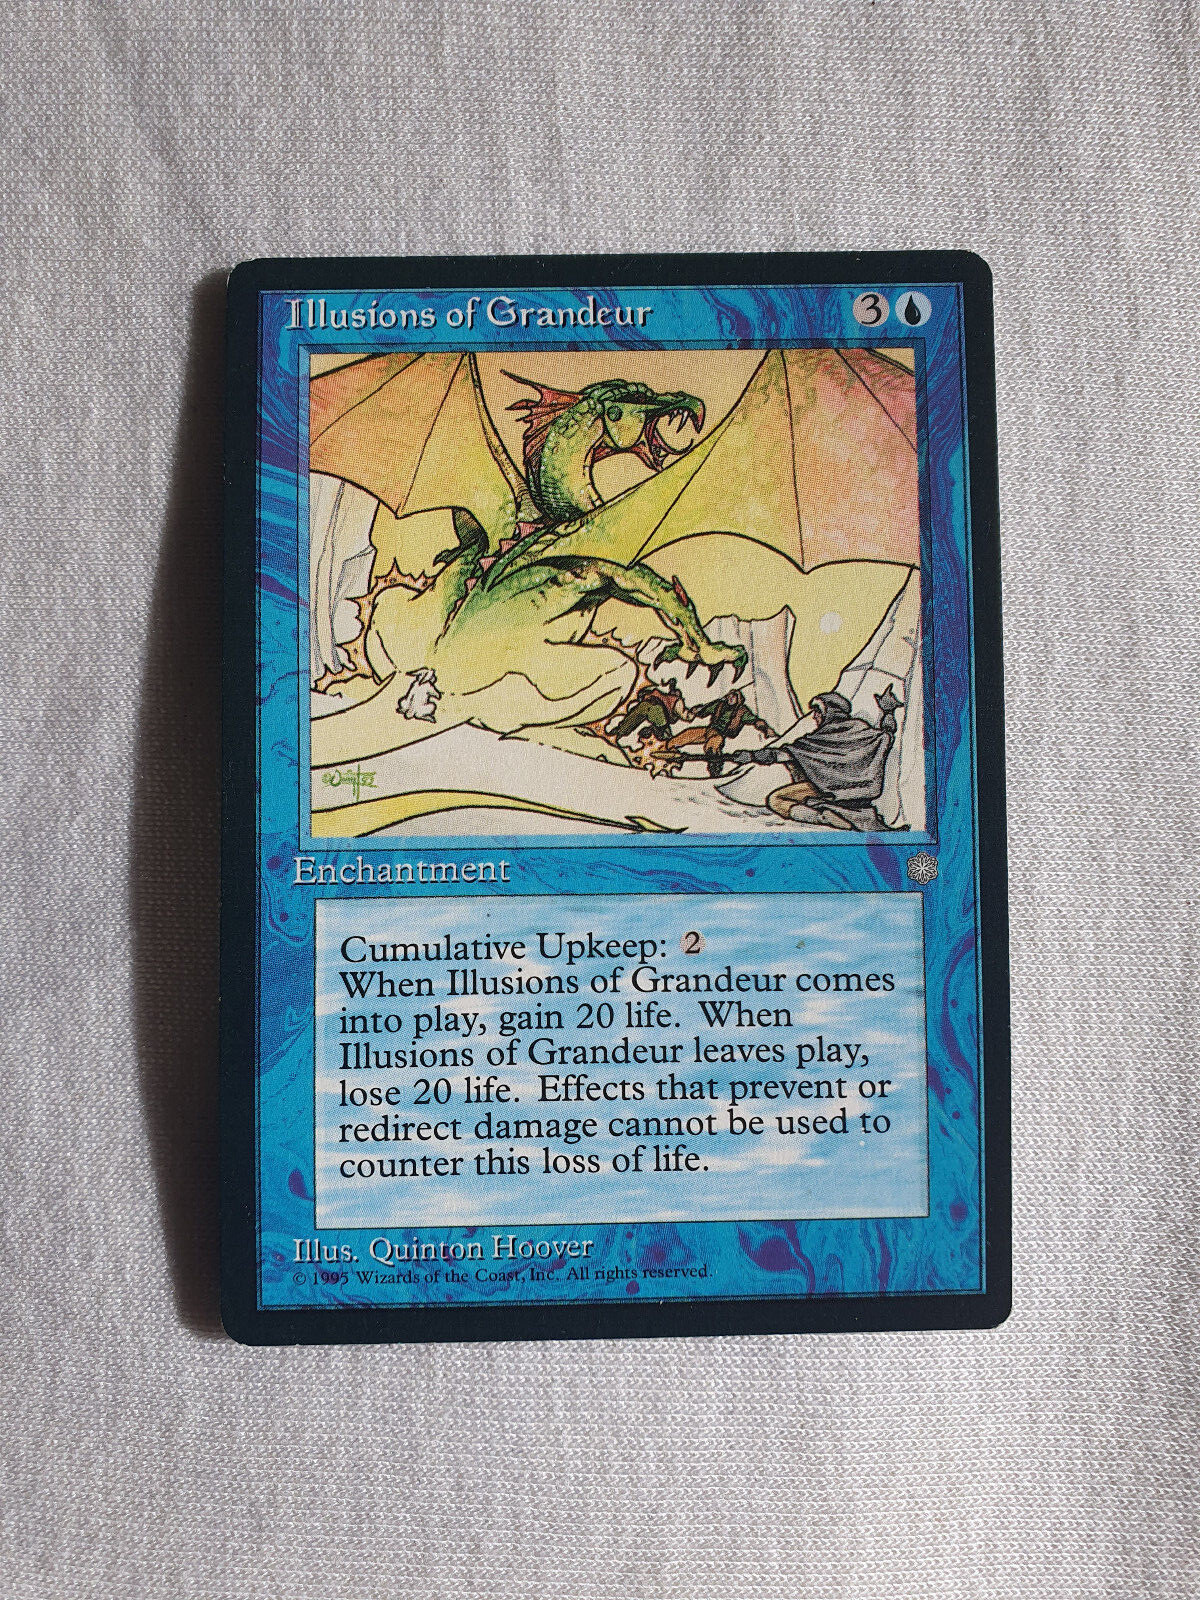 Illusions of Grandeur 3
Enchantment
Cumulative Upkeep: 2
When Illusions of Grandeur comes
into play, gain 20 life. When
Illusions of Grandeur leaves play,
lose 20 life. Effects that prevent or
redirect damage cannot be used to
counter this loss of life.
Illus. Quinton Hoover
© 1995 Wizards of the Coast, Inc. All rights reserved.